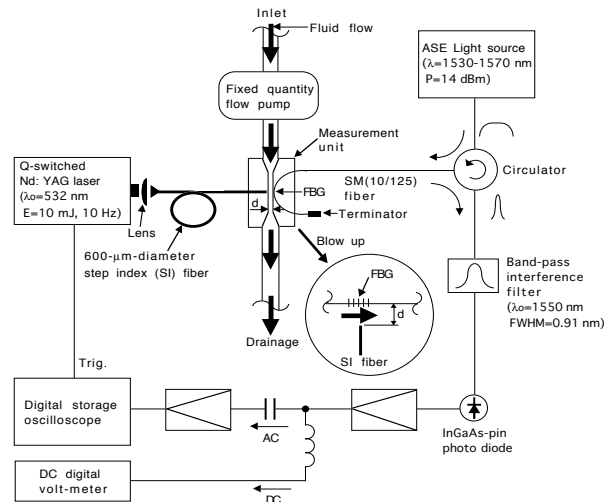 Inlet
Fluid flow
Fixed quantity
flow pump
ASE Light source
(λ=1530-1570 nm
P=14 dBm)
Measurement
unit
Q-switched
Nd: YAG laser
(λo=532 nm
E=10 mJ, 10 Hz)
Lens
d
FBG
SM(10/125)
fiber
Terminator
Circulator
600-μm-diameter
step index (SI) fiber
Blow up
FBG
d
SI fiber
Drainage
Band-pass
interference
filter
(λo=1550nm
FWHM=0.91 nm)
Trig.
Digital storage
oscilloscope
AC
InGaAs-pin
photo diode
DC digital
volt-meter
DC